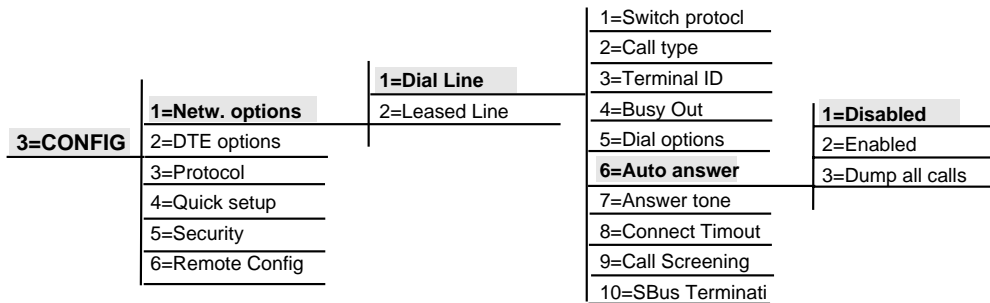 3=CONFIG
1=Netw. options
2=DTE options
3=Protocol
4=Quick setup
5=Security
6=Remote Config
1=Dial Line
2=Leased Line
1=Switch protocl
2=Call type
3=Terminal ID
4=Busy Out
5=Dial options
6=Auto answer
7=Answer tone
8=Connect Timout
9=Call Screening
10=SBus Terminati
1=Disabled
2=Enabled
3=Dump all calls